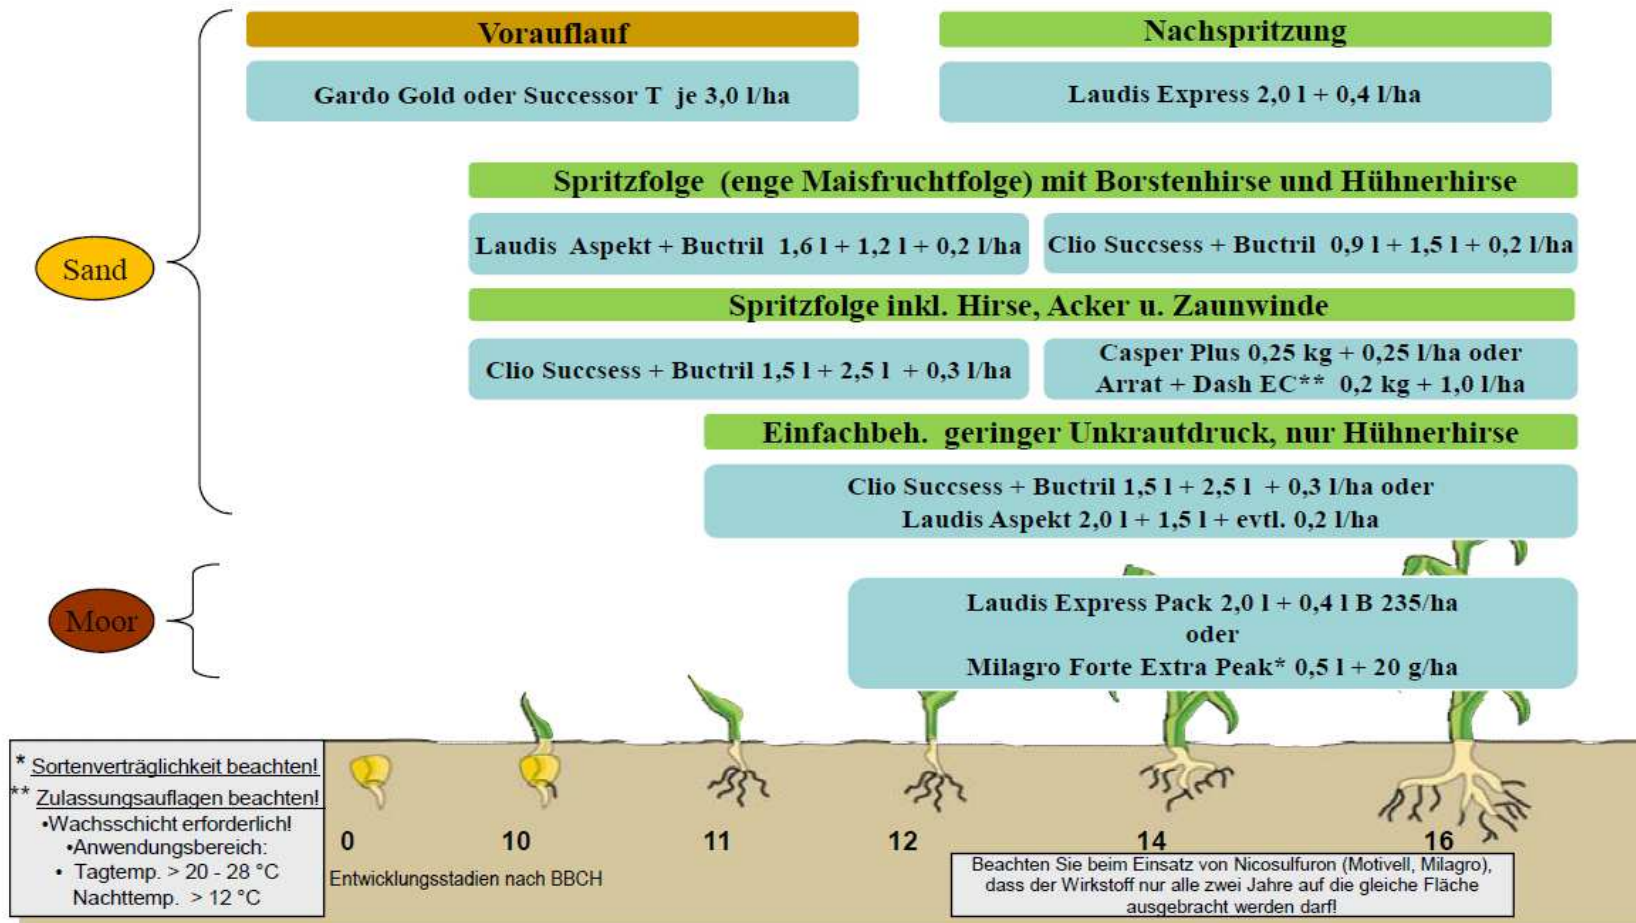 Vorauflauf
Nachspritzung
Gardo Gold oder Successor T je 3,0 l/ha
Laudis Express 2,0 l + 0,4 l/ha
Spritzfolge (enge Maisfruchtfolge) mit Borstenhirse und Hühnerhirse
Laudis Aspekt + Buctril 1,6 l + 1,2 l + 0,2 l/ha
Clio Succsess + Buctril 0,9 l + 1,5 l + 0,2 l/ha
Sand
Spritzfolge inkl. Hirse, Acker u. Zaunwinde
Clio Succsess + Buctril 1,5 l + 2,5 l + 0,3 l/ha
Casper Plus 0,25 kg + 0,25 l/ha oder
Arrat + Dash EC** 0,2 kg + 1,0 l/ha
Einfachbeh. geringer Unkrautdruck, nur Hühnerhirse
Clio Succsess + Buctril 1,5 l + 2,5 l + 0,3 l/ha oder
Laudis Aspekt 2,0 l + 1,5 l + evtl. 0,2 l/ha
Moor
Laudis Express Pack 2,0 l + 0,4 l B 235/ha
oder
Milagro Forte Extra Peak* 0,5 l + 20 g/ha
* Sortenverträglichkeit beachten!
** Zulassungsauflagen beachten!
•Wachsschicht erforderlich!
•Anwendungsbereich:
• Tagtemp. > 20 - 28 °C
Nachttemp. > 12 °C
0
10
11
12
14
16
Entwicklungsstadien nach BBCH
Beachten Sie beim Einsatz von Nicosulfuron (Motivell, Milagro),
dass der Wirkstoff nur alle zwei Jahre auf die gleiche Fläche
ausgebracht werden darf!